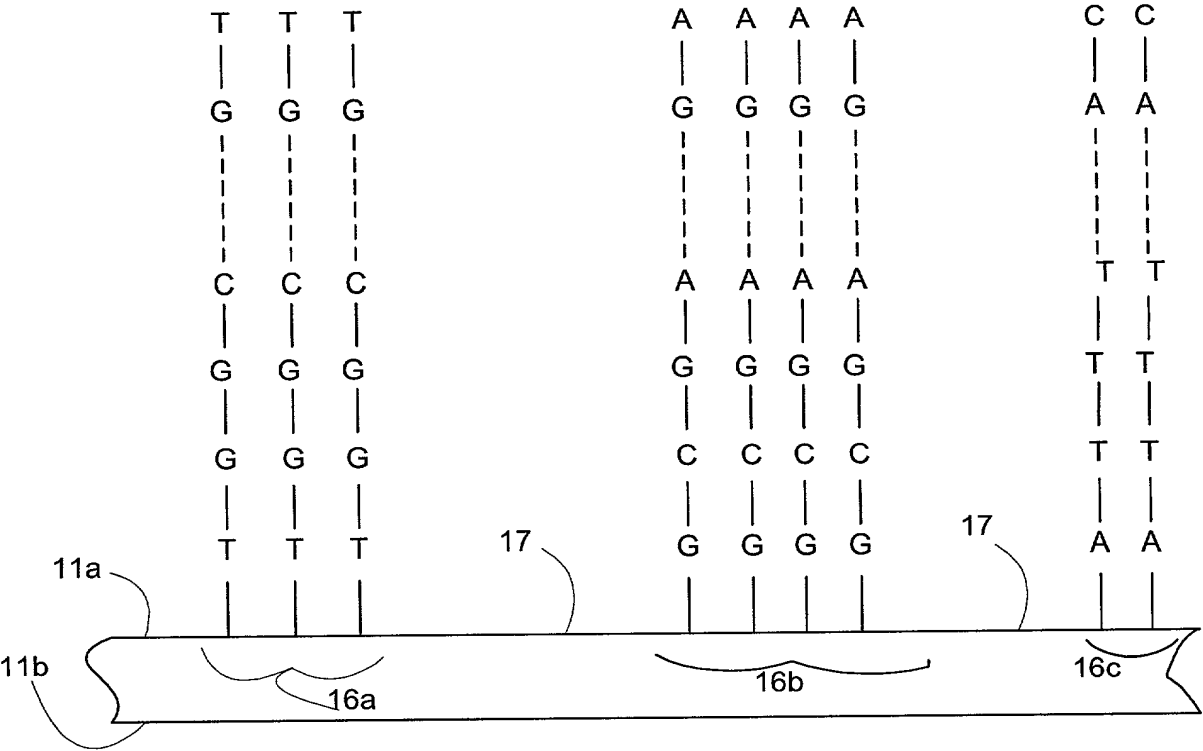 T T T A A A A C C
G G G G G G G A A
C C C A A A A T T
G G G G G G G T T
G G G C C C C T T
T T T G G G G A A
17 17
11a
11b 16a 16b 16c